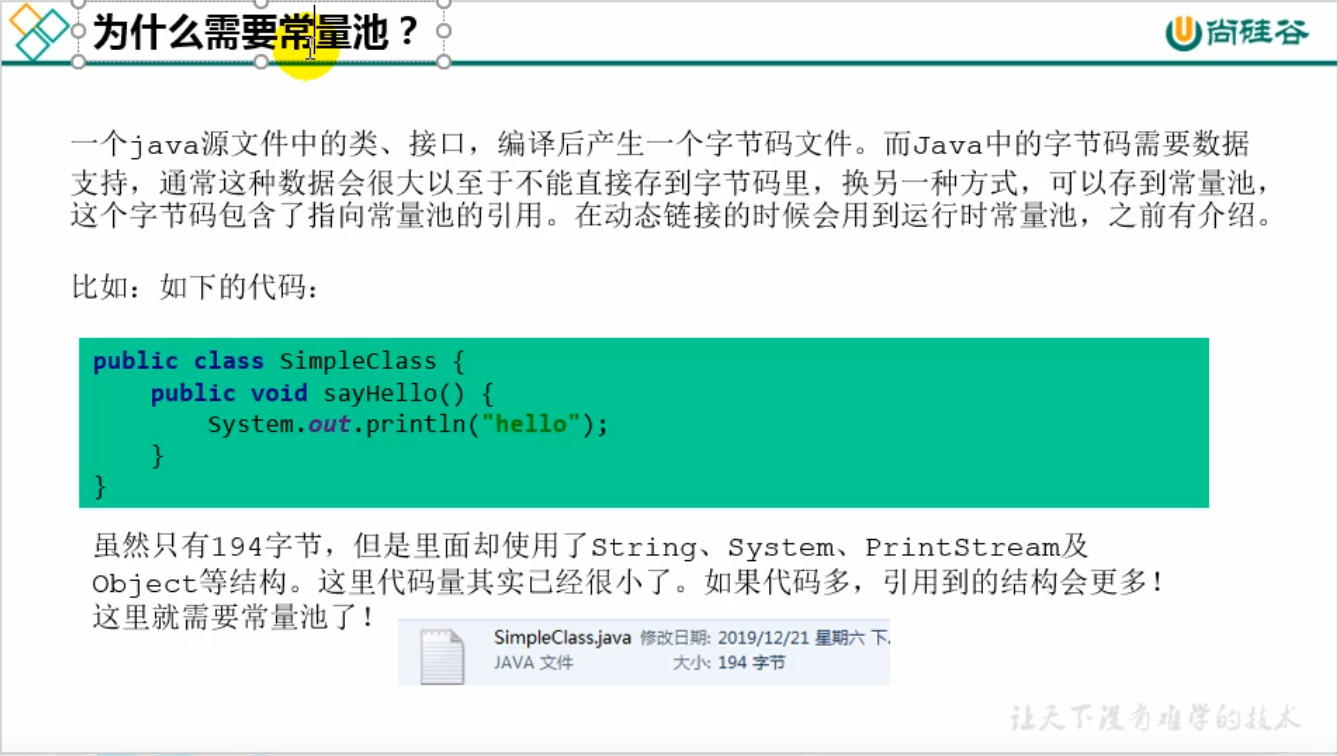 为什么需要常量池？
尚硅谷
一个java源文件中的类、接口，编译后产生一个字节码文件。而Java中的字节码需要数据
支持，通常这种数据会很大以至于不能直接存到字节码里，换另一种方式，可以存到常量池，
这个字节码包含了指向常量池的引用。在动态链接的时候会用到运行时常量池，之前有介绍。
比如：如下的代码：
public class SimpleClass {
    public void sayHello() {
        System.out.println("hello");
    }
}
虽然只有194字节，但是里面却使用了String、System、PrintStream及
Object等结构。这里代码量其实已经很小了。如果代码多，引用到的结构会更多！
这里就需要常量池了！
SimpleClass.java 修改日期: 2019/12/21 星期六 下.
JAVA 文件 大小: 194 字节
让天下没有难学的技术